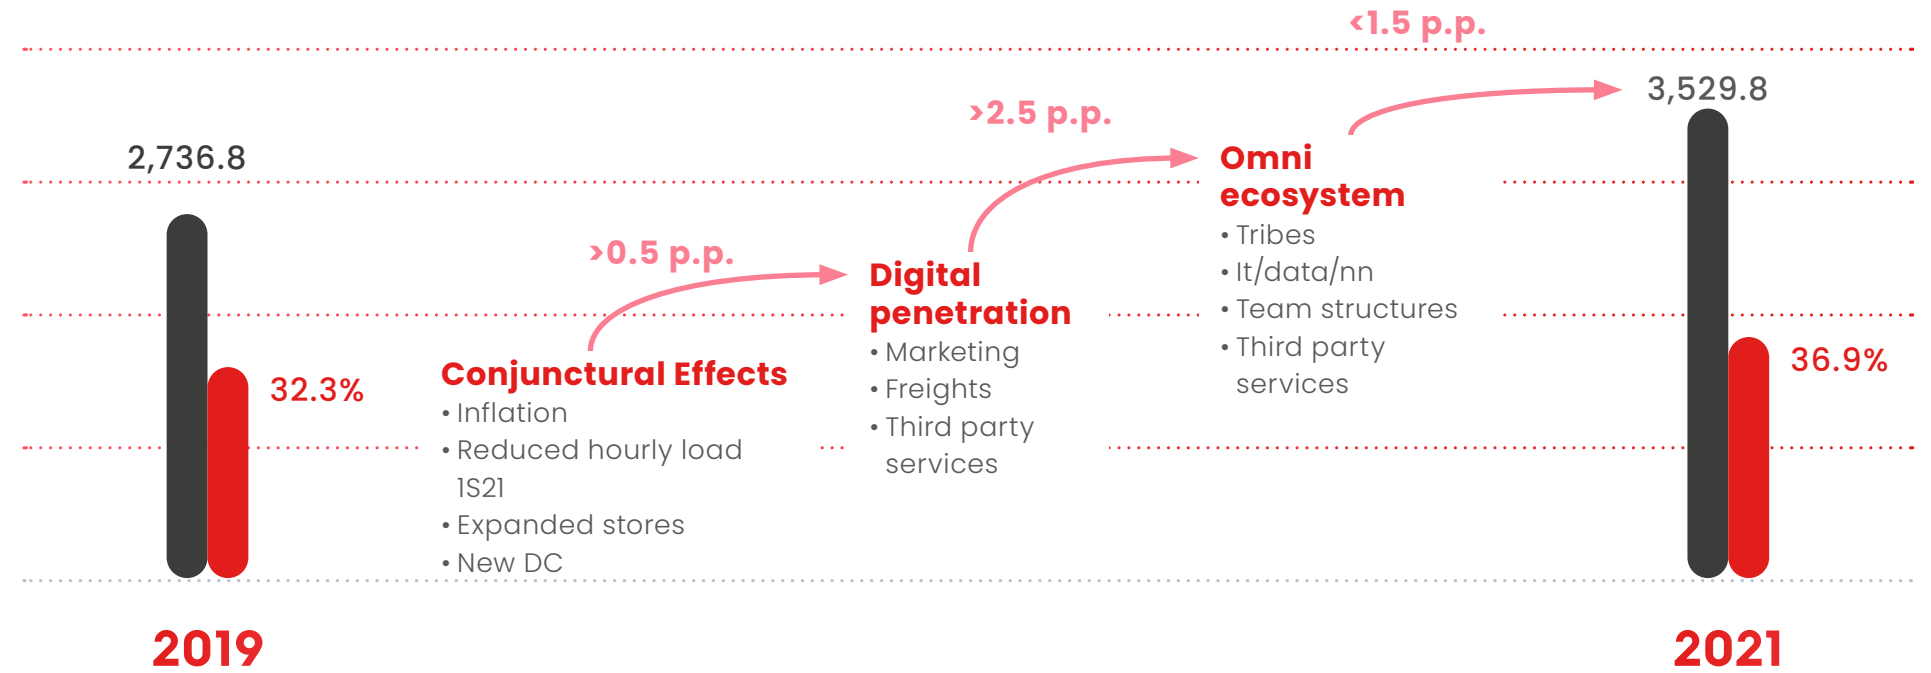 <1.5 p.p.
3,529.8
>2.5 p.p.
2,736.8
Omni
ecosystem
• Tribes
• It/data/nn
• Team structures
• Third party
services
>0.5 p.p.
Digital
penetration
• Marketing
• Freights
• Third party
services
Conjunctural Effects
• Inflation
• Reduced hourly load
1S21
• Expanded stores
• New DC
32.3%
36.9%
2019
2021